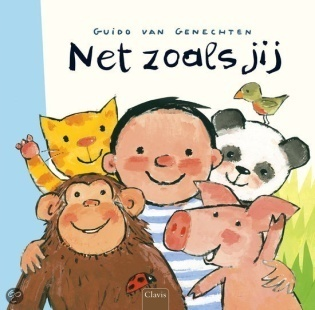 Guido van Genechten
Net zoals jij
Clavis